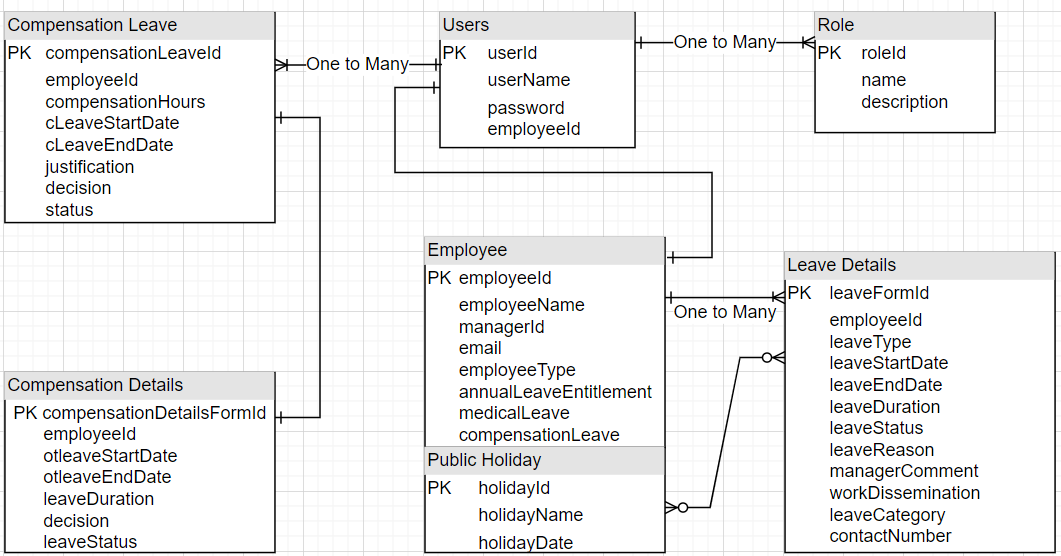 Compensation Leave
PK compensationLeaveId
employeeId
compensationHours
cLeaveStartDate
cLeaveEndDate
justification
decision
status
One to Many
Users
PK userId
userName
password
employeeId
One to Many
Role
PK roleId
name
description
Employee
PK employeeId
employeeName
managerId
email
employeeType
annualLeaveEntitlement
medicalLeave
compensationLeave
One to Many
Leave Details
PK leaveFormId
employeeId
leaveType
leaveStartDate
leaveEndDate
leaveDuration
leaveStatus
leaveReason
managerComment
workDissemination
leaveCategory
contactNumber
Compensation Details
PK compensationDetailsFormId
employeeId
otleaveStartDate
otleaveEndDate
leaveDuration
decision
leaveStatus
Public Holiday
PK holidayId
holidayName
holidayDate